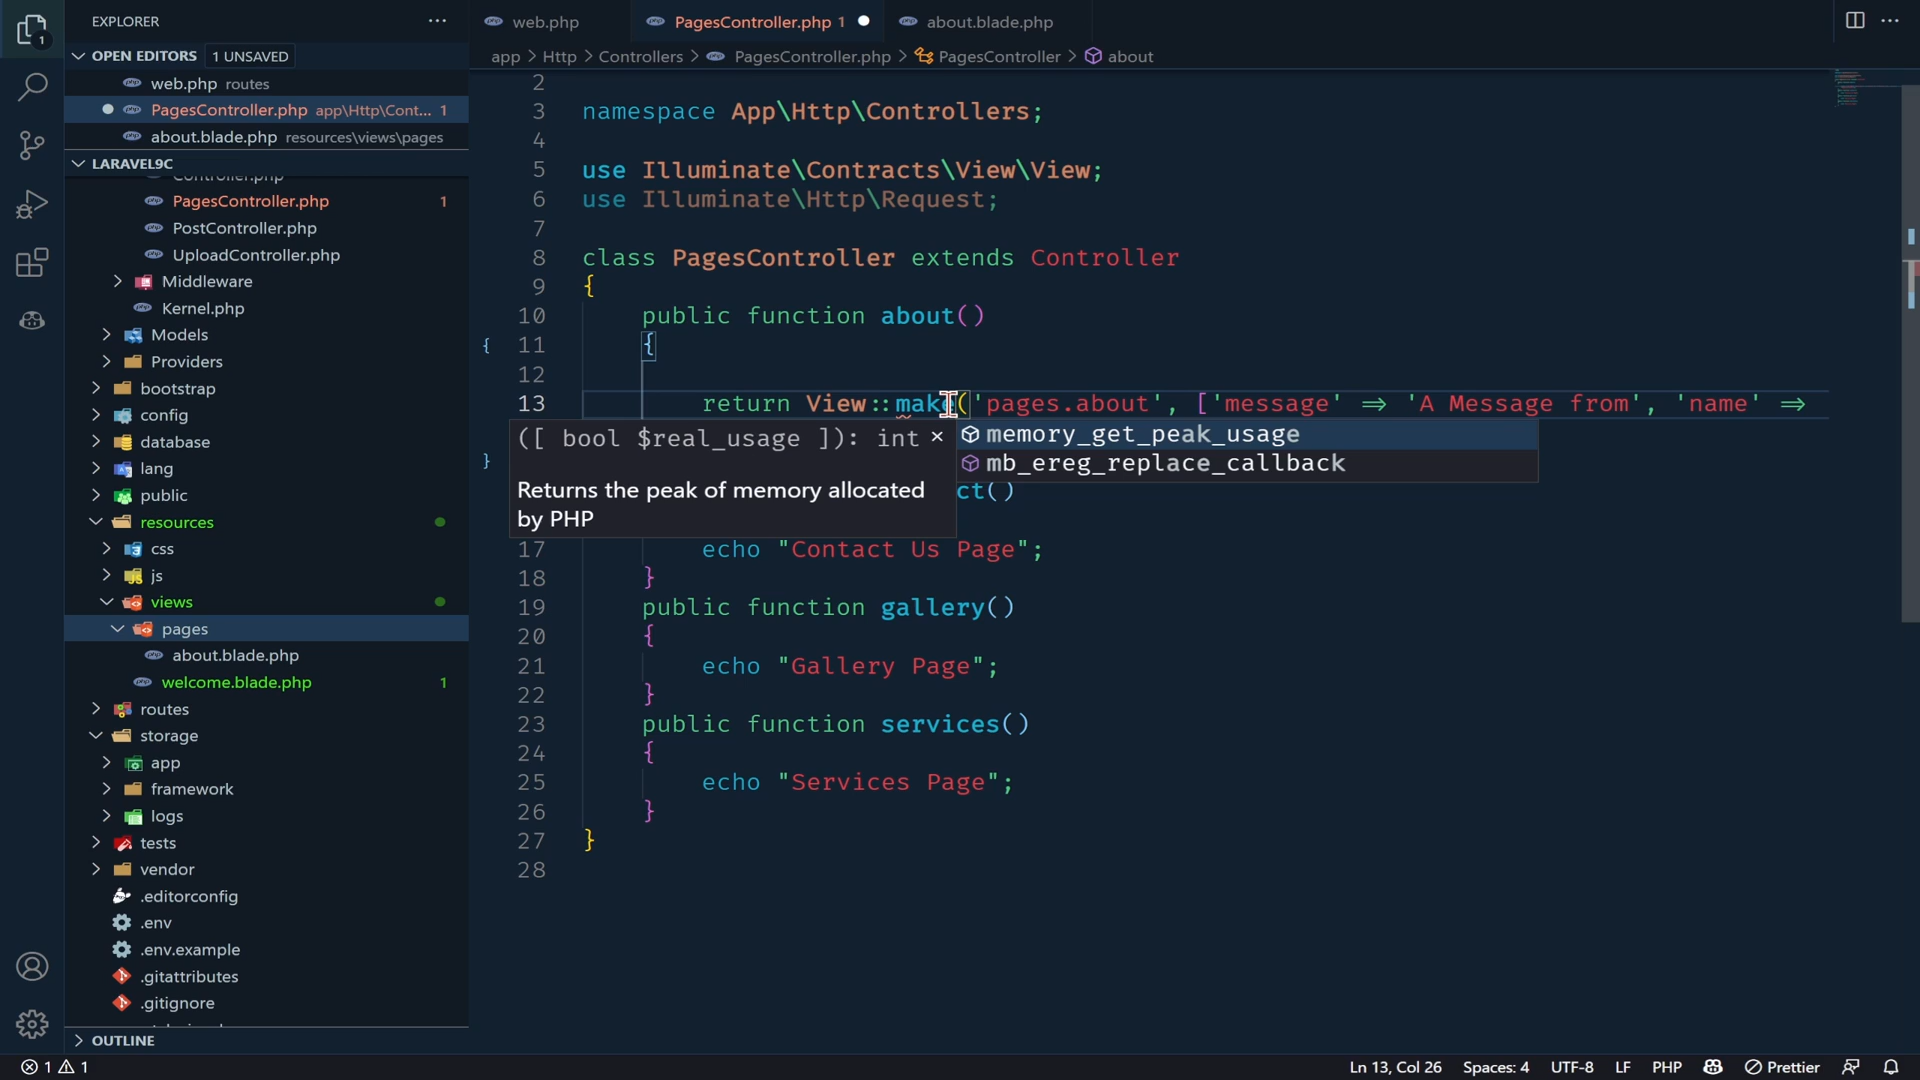 EXPLORER
OPEN EDITORS 1 UNSAVED
web.php routes
PagesController.php app\Http\Cont... 1
about.blade.php resources\views\pages
LARAVEL9C
Controller.php
PagesController.php 1
PostController.php
UploadController.php
Middleware
Kernel.php
Models
Providers
bootstrap
config
database
lang
public
resources
css
js
views
pages
about.blade.php
welcome.blade.php 1
routes
storage
app
framework
logs
tests
vendor
.editorconfig
.env
.env.example
.gitattributes
.gitignore
OUTLINE
web.php PagesController.php 1 about.blade.php
app > Http > Controllers > PagesController.php > PagesController > about
2
3 namespace App\Http\Controllers;
4
5 use Illuminate\Contracts\View\View;
6 use Illuminate\Http\Request;
7
8 class PagesController extends Controller
9 {
10 public function about()
11 {
12
13 return View::make('pages.about', ['message' => 'A Message from', 'name' =>
([ bool $real_usage ]): int ×
Returns the peak of memory allocated
by PHP
memory_get_peak_usage
mb_ereg_replace_callback
}
ct()
17 echo "Contact Us Page";
18 }
19 public function gallery()
20 {
21 echo "Gallery Page";
22 }
23 public function services()
24 {
25 echo "Services Page";
26 }
27 }
28
1 1
Ln 13, Col 26 Spaces: 4 UTF-8 LF PHP Prettier